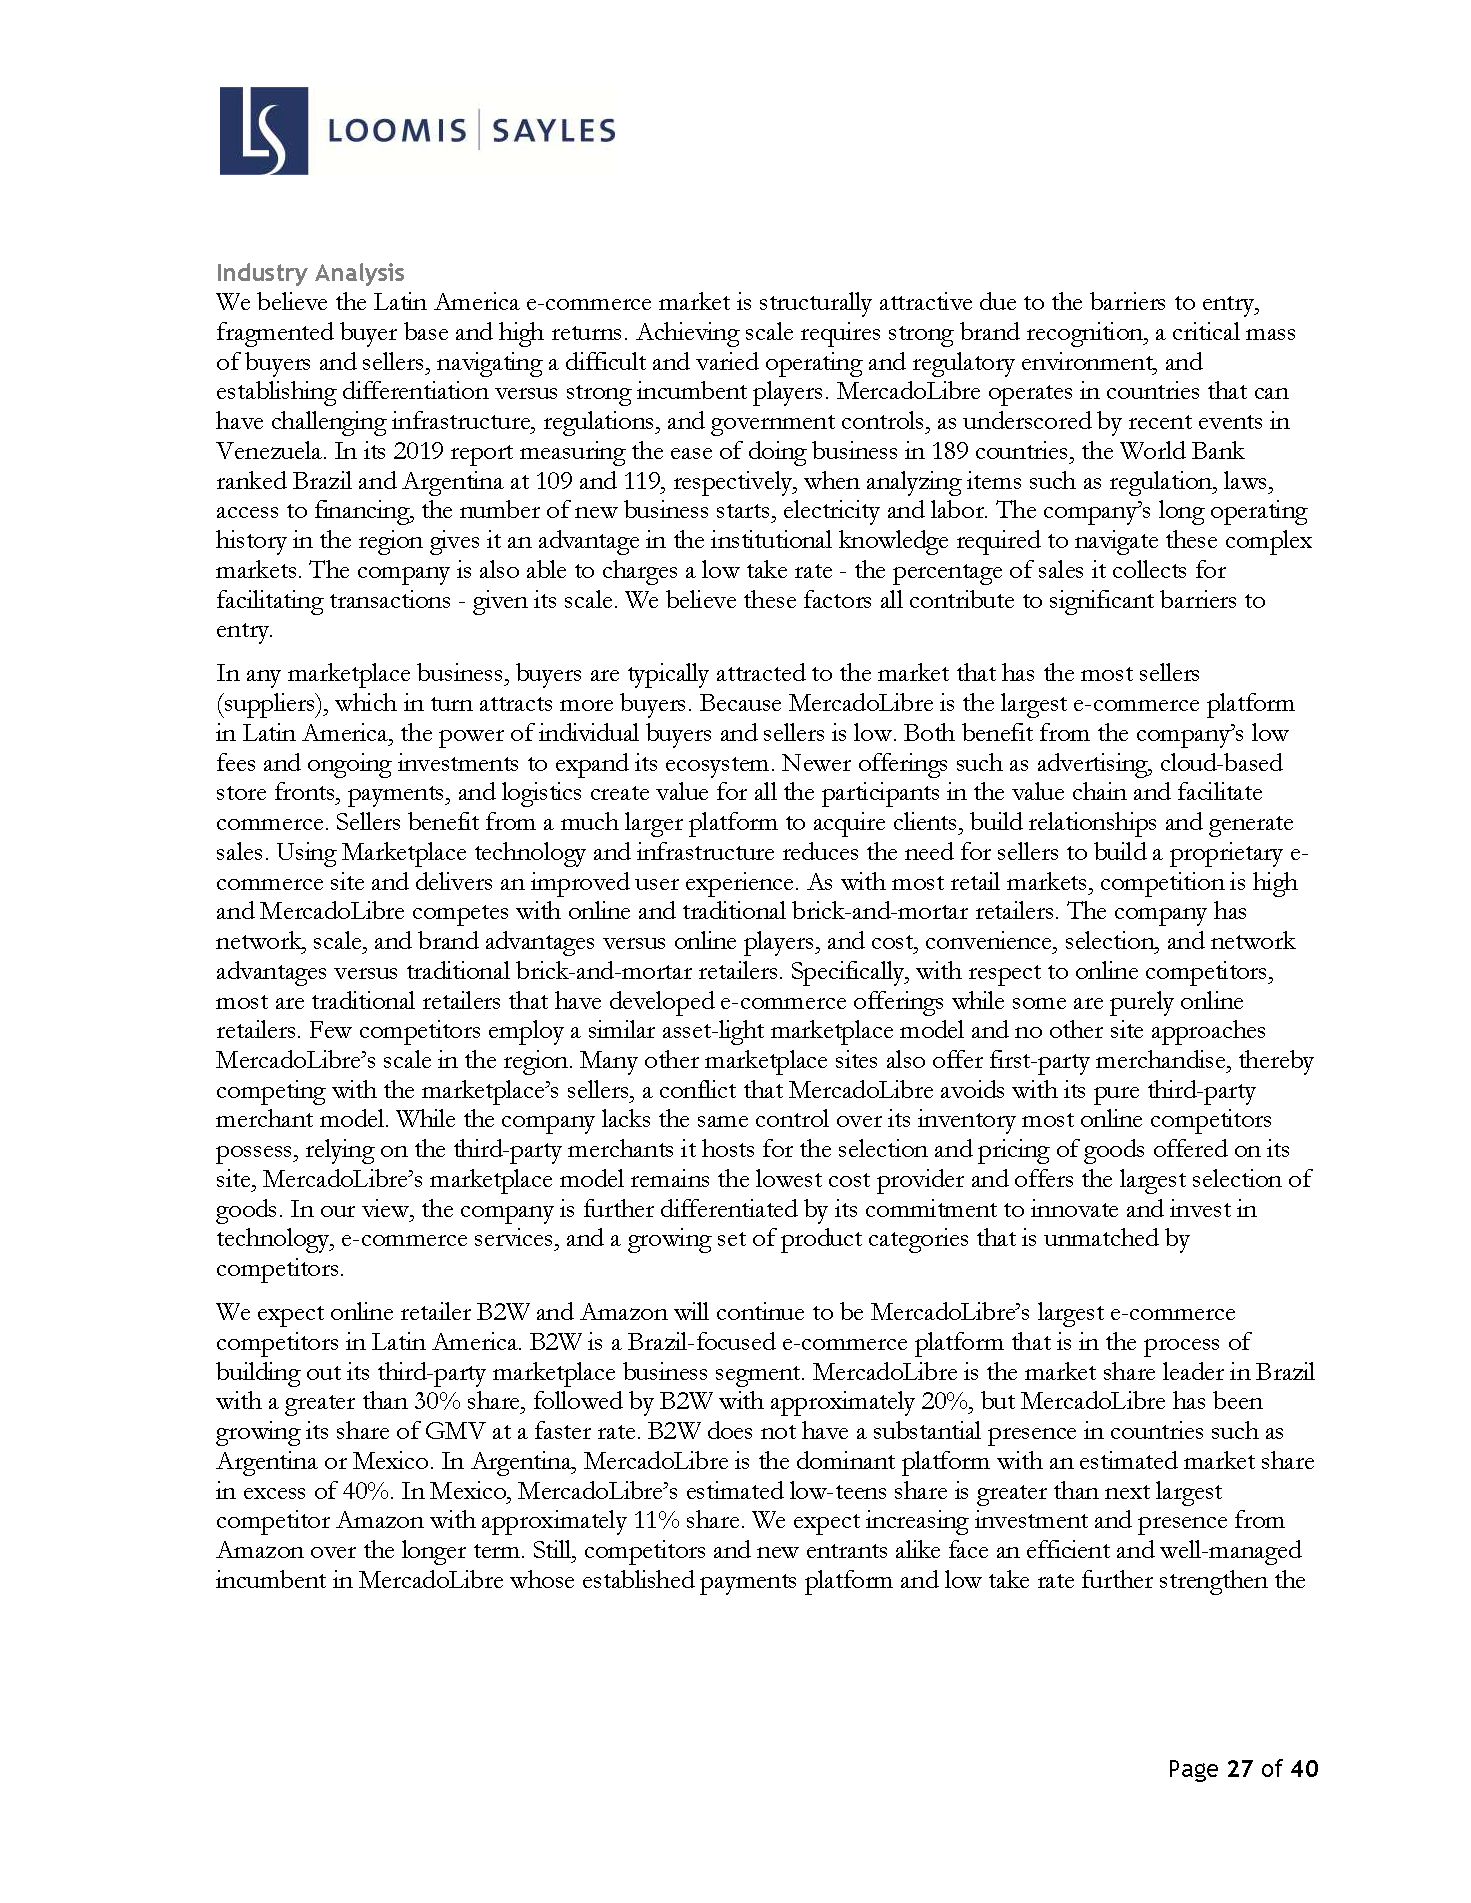 LS LOOMIS | SAYLES
Industry Analysis
We believe the Latin America e-commerce market is structurally attractive due to the barriers to entry,
fragmented buyer base and high returns. Achieving scale requires strong brand recognition, a critical mass
of buyers and sellers, navigating a difficult and varied operating and regulatory environment, and
establishing differentiation versus strong incumbent players. MercadoLibre operates in countries that can
have challenging infrastructure, regulations, and government controls, as underscored by recent events in
Venezuela. In its 2019 report measuring the ease of doing business in 189 countries, the World Bank
ranked Brazil and Argentina at 109 and 119, respectively, when analyzing items such as regulation, laws,
access to financing, the number of new business starts, electricity and labor. The company's long operating
history in the region gives it an advantage in the institutional knowledge required to navigate these complex
markets. The company is also able to charges a low take rate - the percentage of sales it collects for
facilitating transactions - given its scale. We believe these factors all contribute to significant barriers to
entry.
In any marketplace business, buyers are typically attracted to the market that has the most sellers
(suppliers), which in turn attracts more buyers. Because MercadoLibre is the largest e-commerce platform
in Latin America, the power of individual buyers and sellers is low. Both benefit from the company's low
fees and ongoing investments to expand its ecosystem. Newer offerings such as advertising, cloud-based
store fronts, payments, and logistics create value for all the participants in the value chain and facilitate
commerce. Sellers benefit from a much larger platform to acquire clients, build relationships and generate
sales. Using Marketplace technology and infrastructure reduces the need for sellers to build a proprietary e-
commerce site and delivers an improved user experience. As with most retail markets, competition is high
and MercadoLibre competes with online and traditional brick-and-mortar retailers. The company has
network, scale, and brand advantages versus online players, and cost, convenience, selection, and network
advantages versus traditional brick-and-mortar retailers. Specifically, with respect to online competitors,
most are traditional retailers that have developed e-commerce offerings while some are purely online
retailers. Few competitors employ a similar asset-light marketplace model and no other site approaches
MercadoLibre's scale in the region. Many other marketplace sites also offer first-party merchandise, thereby
competing with the marketplace's sellers, a conflict that MercadoLibre avoids with its pure third-party
merchant model. While the company lacks the same control over its inventory most online competitors
possess, relying on the third-party merchants it hosts for the selection and pricing of goods offered on its
site, MercadoLibre's marketplace model remains the lowest cost provider and offers the largest selection of
goods. In our view, the company is further differentiated by its commitment to innovate and invest in
technology, e-commerce services, and a growing set of product categories that is unmatched by
competitors.
We expect online retailer B2W and Amazon will continue to be MercadoLibre's largest e-commerce
competitors in Latin America. B2W is a Brazil-focused e-commerce platform that is in the process of
building out its third-party marketplace business segment. MercadoLibre is the market share leader in Brazil
with a greater than 30% share, followed by B2W with approximately 20%, but MercadoLibre has been
growing its share of GMV at a faster rate. B2W does not have a substantial presence in countries such as
Argentina or Mexico. In Argentina, MercadoLibre is the dominant platform with an estimated market share
in excess of 40%. In Mexico, MercadoLibre's estimated low-teens share is greater than next largest
competitor Amazon with approximately 11% share. We expect increasing investment and presence from
Amazon over the longer term. Still, competitors and new entrants alike face an efficient and well-managed
incumbent in MercadoLibre whose established payments platform and low take rate further strengthen the
Page 27 of 40